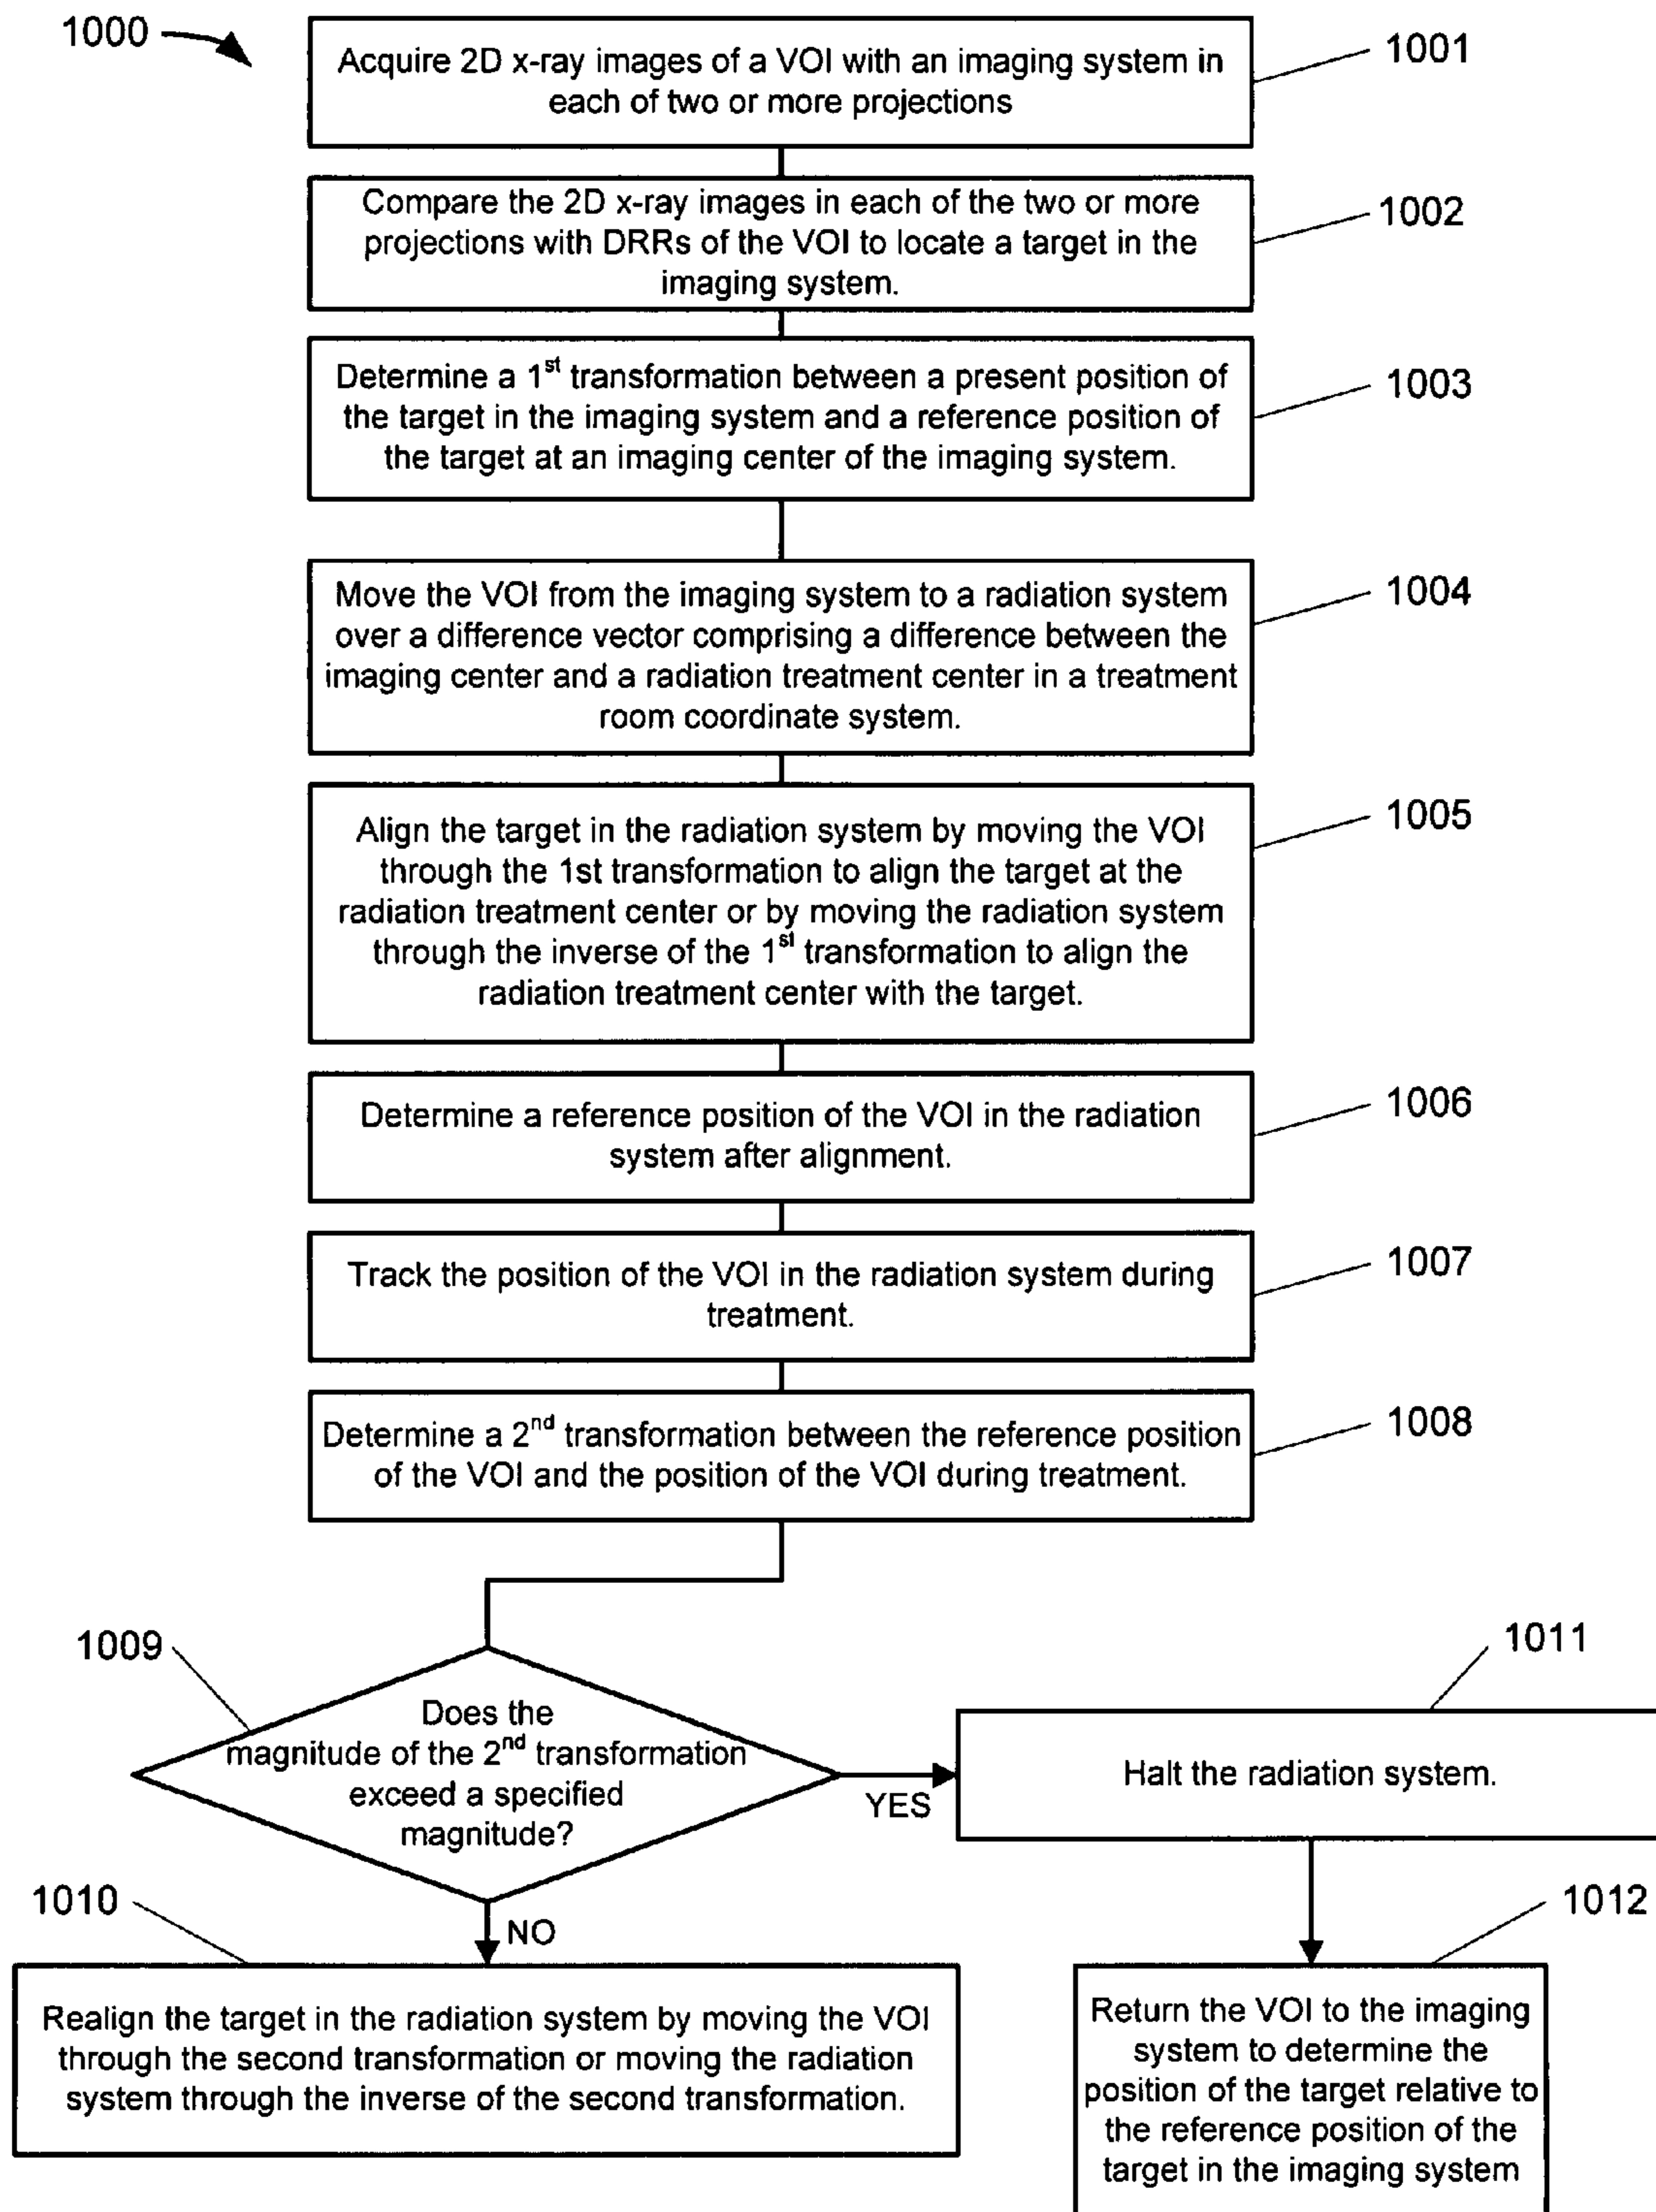 1000
Acquire 2D x-ray images of a VOI with an imaging system in
each of two or more projections
1001
Compare the 2D x-ray images in each of the two or more
projections with DRRs of the VOI to locate a target in the
imaging system.
1002
Determine a 1st transformation between a present position of
the target in the imaging system and a reference position of
the target at an imaging center of the imaging system.
1003
Move the VOI from the imaging system to a radiation system
over a difference vector comprising a difference between the
imaging center and a radiation treatment center in a treatment
room coordinate system.
1004
Align the target in the radiation system by moving the VOI
through the 1st transformation to align the target at the
radiation treatment center or by moving the radiation system
through the inverse of the 1st transformation to align the
radiation treatment center with the target.
1005
Determine a reference position of the VOI in the radiation
system after alignment.
1006
Track the position of the VOI in the radiation system during
treatment.
1007
Determine a 2nd transformation between the reference position
of the VOI and the position of the VOI during treatment.
1008
1009
Does the
magnitude of the 2nd transformation
exceed a specified
magnitude?
YES
1011
Halt the radiation system.
NO
1010
Realign the target in the radiation system by moving the VOI
through the second transformation or moving the radiation
system through the inverse of the second transformation.
1012
Return the VOI to the imaging
system to determine the
position of the target relative to
the reference position of the
target in the imaging system